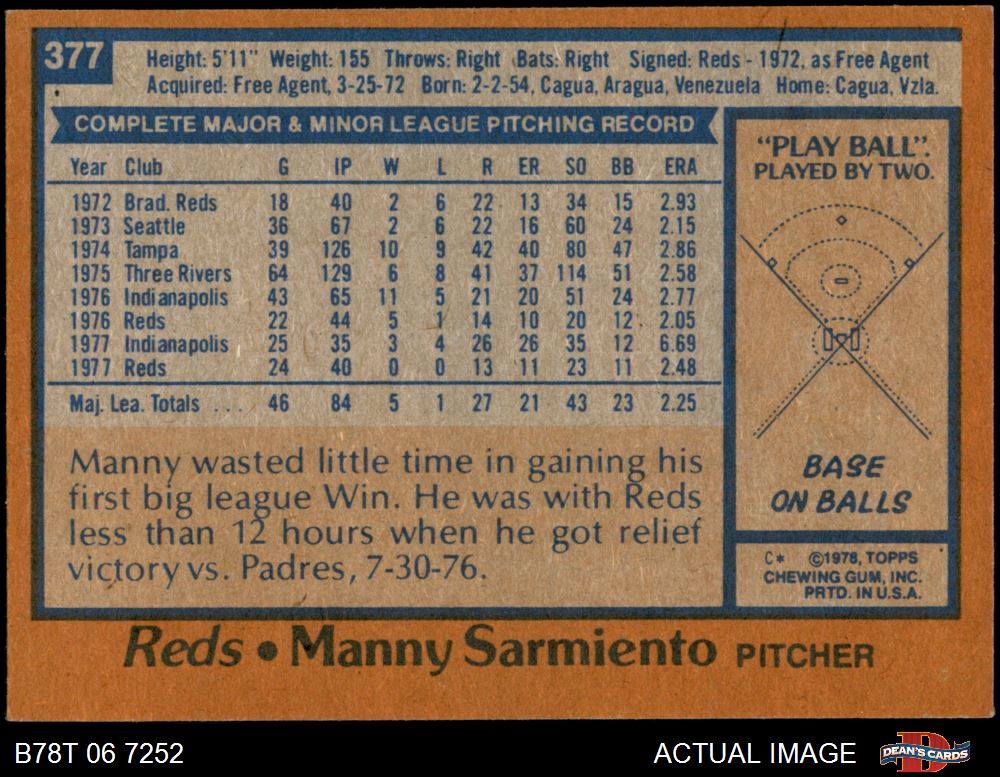 377
Height: 5'11" Weight: 155 Throws: Right Bats: Right Signed: Reds - 1972, as Free Agent
Acquired: Free Agent, 3-25-72 Born: 2-2-54, Cagua, Aragua, Venezuela Home: Cagua, Vzla.
COMPLETE MAJOR & MINOR LEAGUE PITCHING RECORD
Year Club G IP W L R ER SO BB ERA
1972 Brad. Reds 18 40 2 6 22 13 34 15 2.93
1973 Seattle 36 67 2 6 22 16 60 24 2.15
1974 Tampa 39 126 10 9 42 40 80 47 2.86
1975 Three Rivers 64 129 6 8 41 37 114 51 2.58
1976 Indianapolis 43 65 11 5 21 20 51 24 2.77
1976 Reds 22 44 5 1 14 10 20 12 2.05
1977 Indianapolis 25 35 3 4 26 26 35 12 6.69
1977 Reds 24 40 0 0 13 11 23 11 2.48
Maj. Lea. Totals ... 46 84 5 1 27 21 43 23 2.25
Manny wasted little time in gaining his
first big league Win. He was with Reds
less than 12 hours when he got relief
victory vs. Padres, 7-30-76.
"PLAY BALL".
PLAYED BY TWO.
BASE
ON BALLS
C* ©1978, TOPPS
CHEWING GUM, INC.
PRTD. IN U.S.A.
Reds • Manny Sarmiento PITCHER
B78T 06 7252
ACTUAL IMAGE
DEAN'S CARDS